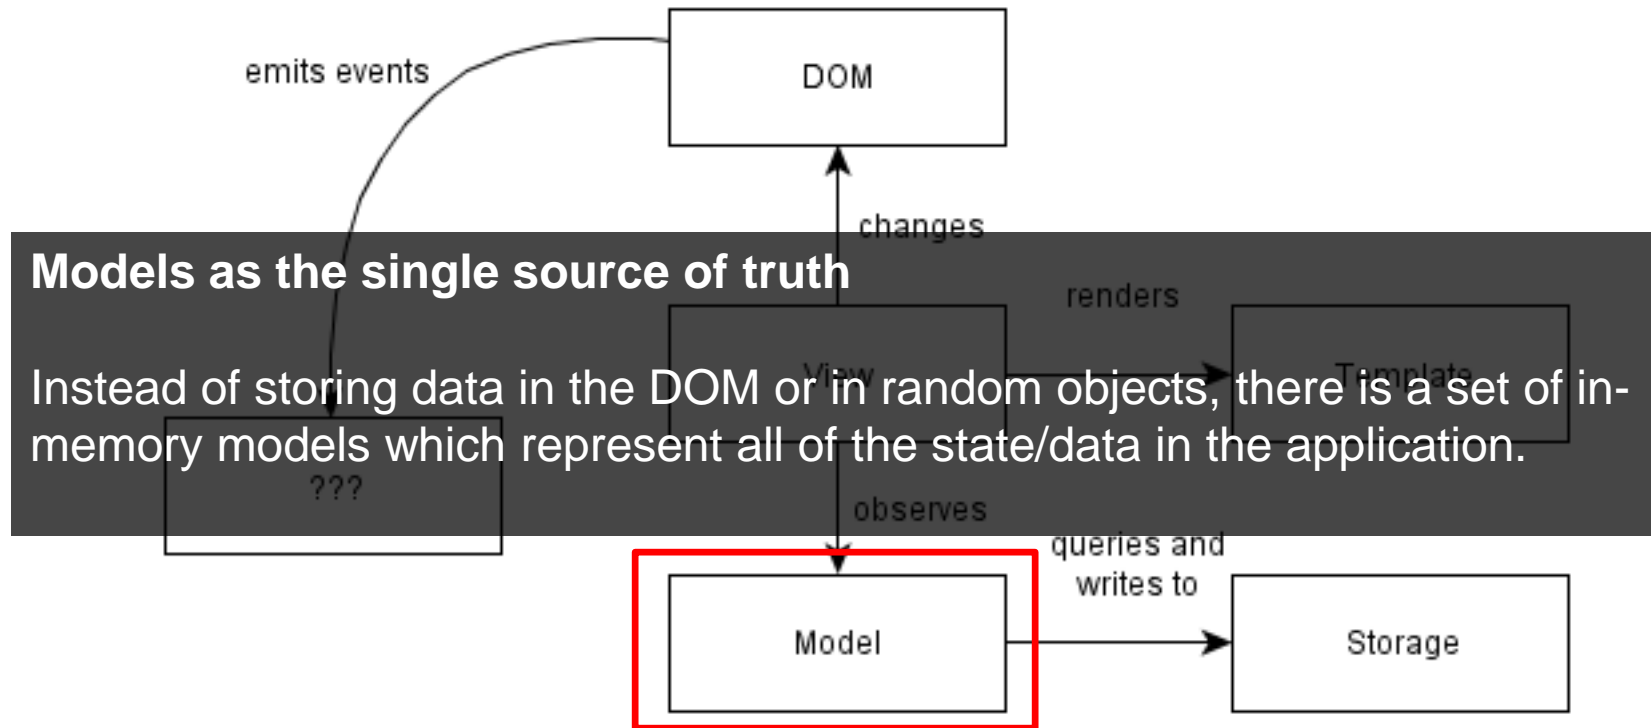 emits events
DOM
changes
Models as the single source of truth
renders
View
Template
Instead of storing data in the DOM or in random objects, there is a set of in-
memory models which represent all of the state/data in the application.
???
observes
queries and
writes to
Model
Storage